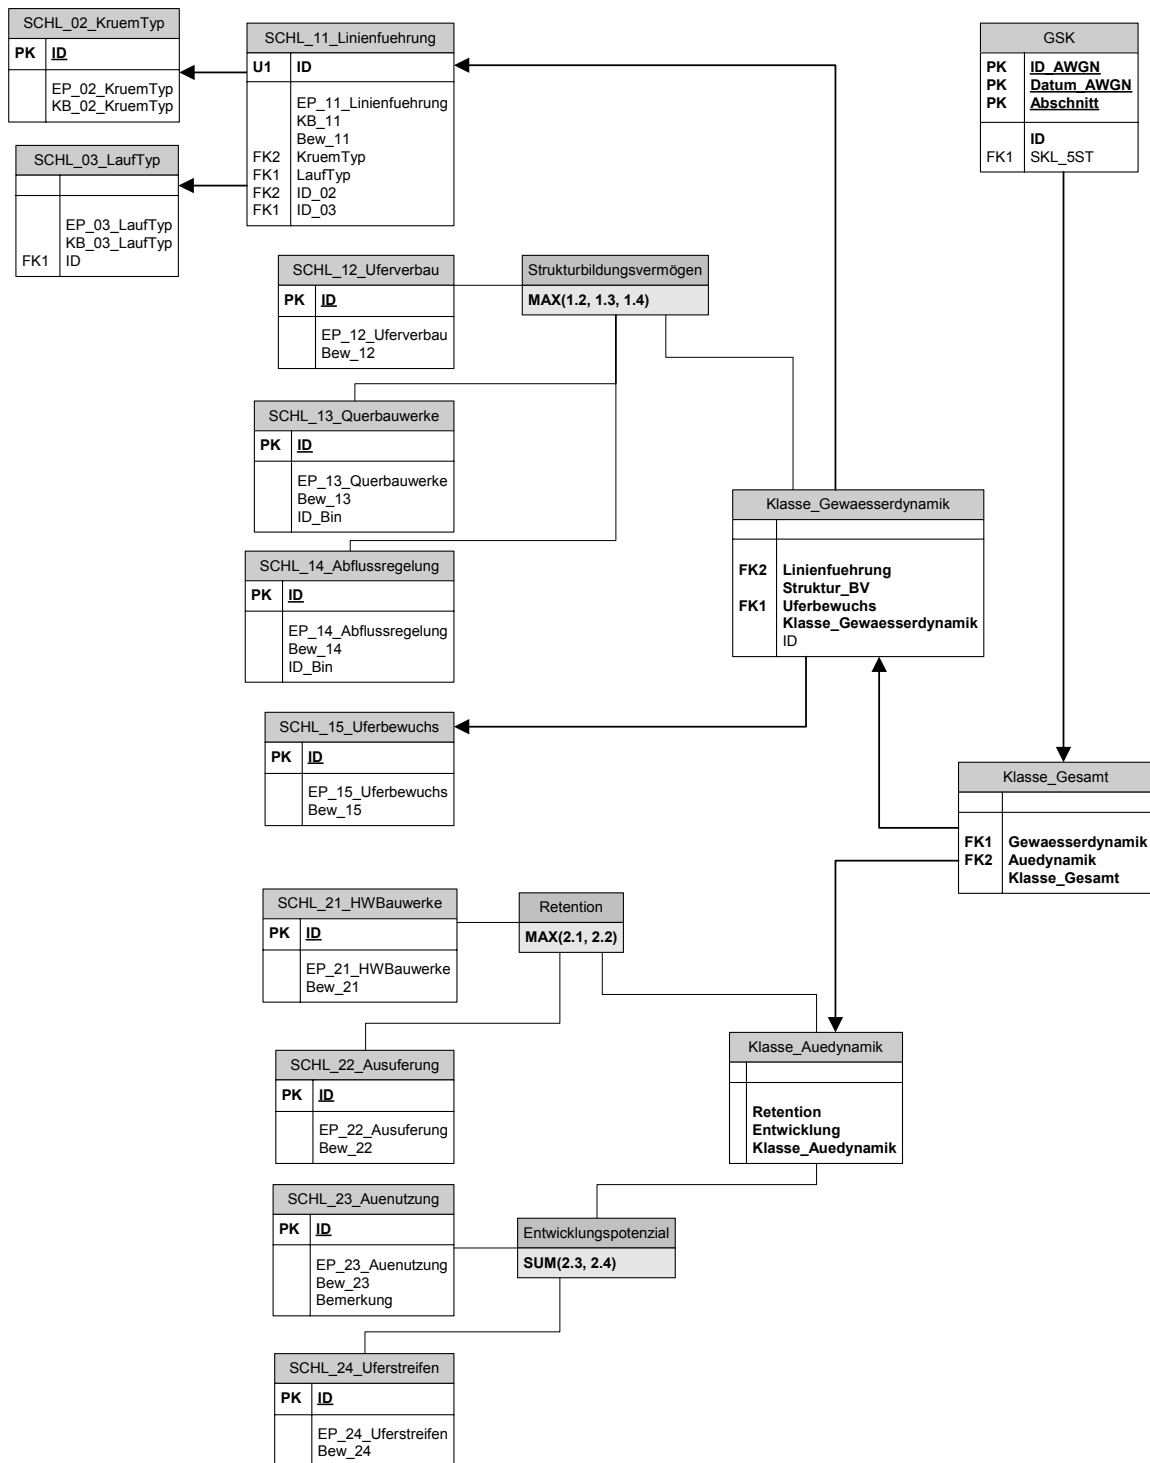 SCHL_02_KruemTyp
PK ID
EP_02_KruemTyp
KB_02_KruemTyp
SCHL_03_LaufTyp
EP_03_LaufTyp
KB_03_LaufTyp
FK1 ID
SCHL_11_Linienfuehrung
U1 ID
EP_11_Linienfuehrung
KB_11
Bew_11
FK2 KruemTyp
FK1 LaufTyp
FK2 ID_02
FK1 ID_03
GSK
PK ID_AWGN
PK Datum_AWGN
PK Abschnitt
ID
FK1 SKL_5ST
SCHL_12_Uferverbau
PK ID
EP_12_Uferverbau
Bew_12
Strukturbildungsvermögen
MAX(1.2, 1.3, 1.4)
SCHL_13_Querbauwerke
PK ID
EP_13_Querbauwerke
Bew_13
ID_Bin
SCHL_14_Abflussregelung
PK ID
EP_14_Abflussregelung
Bew_14
ID_Bin
Klasse_Gewaesserdynamik
FK2 Linienfuehrung
Struktur_BV
FK1 Uferbewuchs
Klasse_Gewaesserdynamik
ID
SCHL_15_Uferbewuchs
PK ID
EP_15_Uferbewuchs
Bew_15
Klasse_Gesamt
FK1 Gewaesserdynamik
FK2 Auedynamik
Klasse_Gesamt
SCHL_21_HWBauwerke
PK ID
EP_21_HWBauwerke
Bew_21
Retention
MAX(2.1, 2.2)
SCHL_22_Ausuferung
PK ID
EP_22_Ausuferung
Bew_22
Klasse_Auedynamik
Retention
Entwicklung
Klasse_Auedynamik
SCHL_23_Auenutzung
PK ID
EP_23_Auenutzung
Bew_23
Bemerkung
Entwicklungspotenzial
SUM(2.3, 2.4)
SCHL_24_Uferstreifen
PK ID
EP_24_Uferstreifen
Bew_24